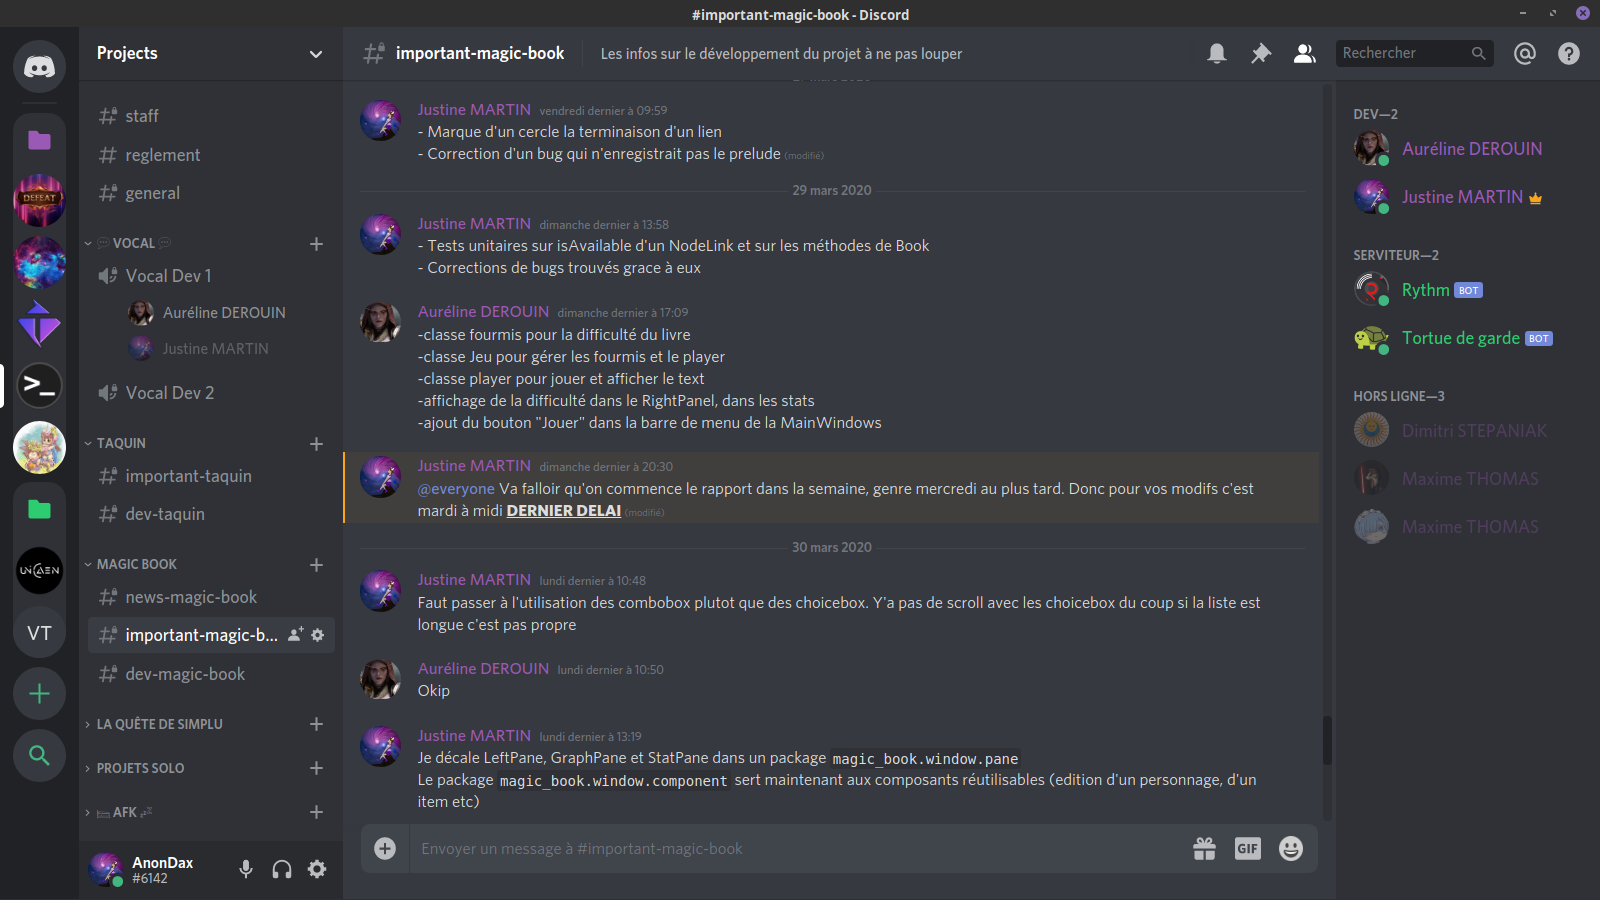 #important-magic-book - Discord
Projects
important-magic-book
Les infos sur le développement du projet à ne pas louper
Rechercher
staff
reglement
general
VOCAL
Vocal Dev 1
Auréline DEROUIN
Justine MARTIN
Vocal Dev 2
TAQUIN
important-taquin
dev-taquin
MAGIC BOOK
news-magic-book
important-magic-b...
dev-magic-book
LA QUÊTE DE SIMPLU
PROJETS SOLO
AFK
AnonDax
#6142
DEFEAT
UNICAEN
VT
Justine MARTIN vendredi dernier à 09:59
- Marque d'un cercle la terminaison d'un lien
- Correction d'un bug qui n'enregistrait pas le prelude (modifié)
29 mars 2020
Justine MARTIN dimanche dernier à 13:58
- Tests unitaires sur isAvailable d'un NodeLink et sur les méthodes de Book
- Corrections de bugs trouvés grace à eux
Auréline DEROUIN dimanche dernier à 17:09
-classe fourmis pour la difficulté du livre
-classe Jeu pour gérer les fourmis et le player
-classe player pour jouer et afficher le text
-affichage de la difficulté dans le RightPanel, dans les stats
-ajout du bouton "Jouer" dans la barre de menu de la MainWindows
Justine MARTIN dimanche dernier à 20:30
@everyone Va falloir qu'on commence le rapport dans la semaine, genre mercredi au plus tard. Donc pour vos modifs c'est
mardi à midi DERNIER DELAI (modifié)
30 mars 2020
Justine MARTIN lundi dernier à 10:48
Faut passer à l'utilisation des combobox plutot que des choicebox. Y'a pas de scroll avec les choicebox du coup si la liste est
longue c'est pas propre
Auréline DEROUIN lundi dernier à 10:50
Okip
Justine MARTIN lundi dernier à 13:19
Je décale LeftPane, GraphPane et StatPane dans un package magic_book.window.pane
Le package magic_book.window.component sert maintenant aux composants réutilisables (edition d'un personnage, d'un
item etc)
Envoyer un message à #important-magic-book
GIF
DEV—2
Auréline DEROUIN
Justine MARTIN
SERVITEUR—2
Rythm BOT
Tortue de garde BOT
HORS LIGNE—3
Dimitri STEPANIAK
Maxime THOMAS
Maxime THOMAS